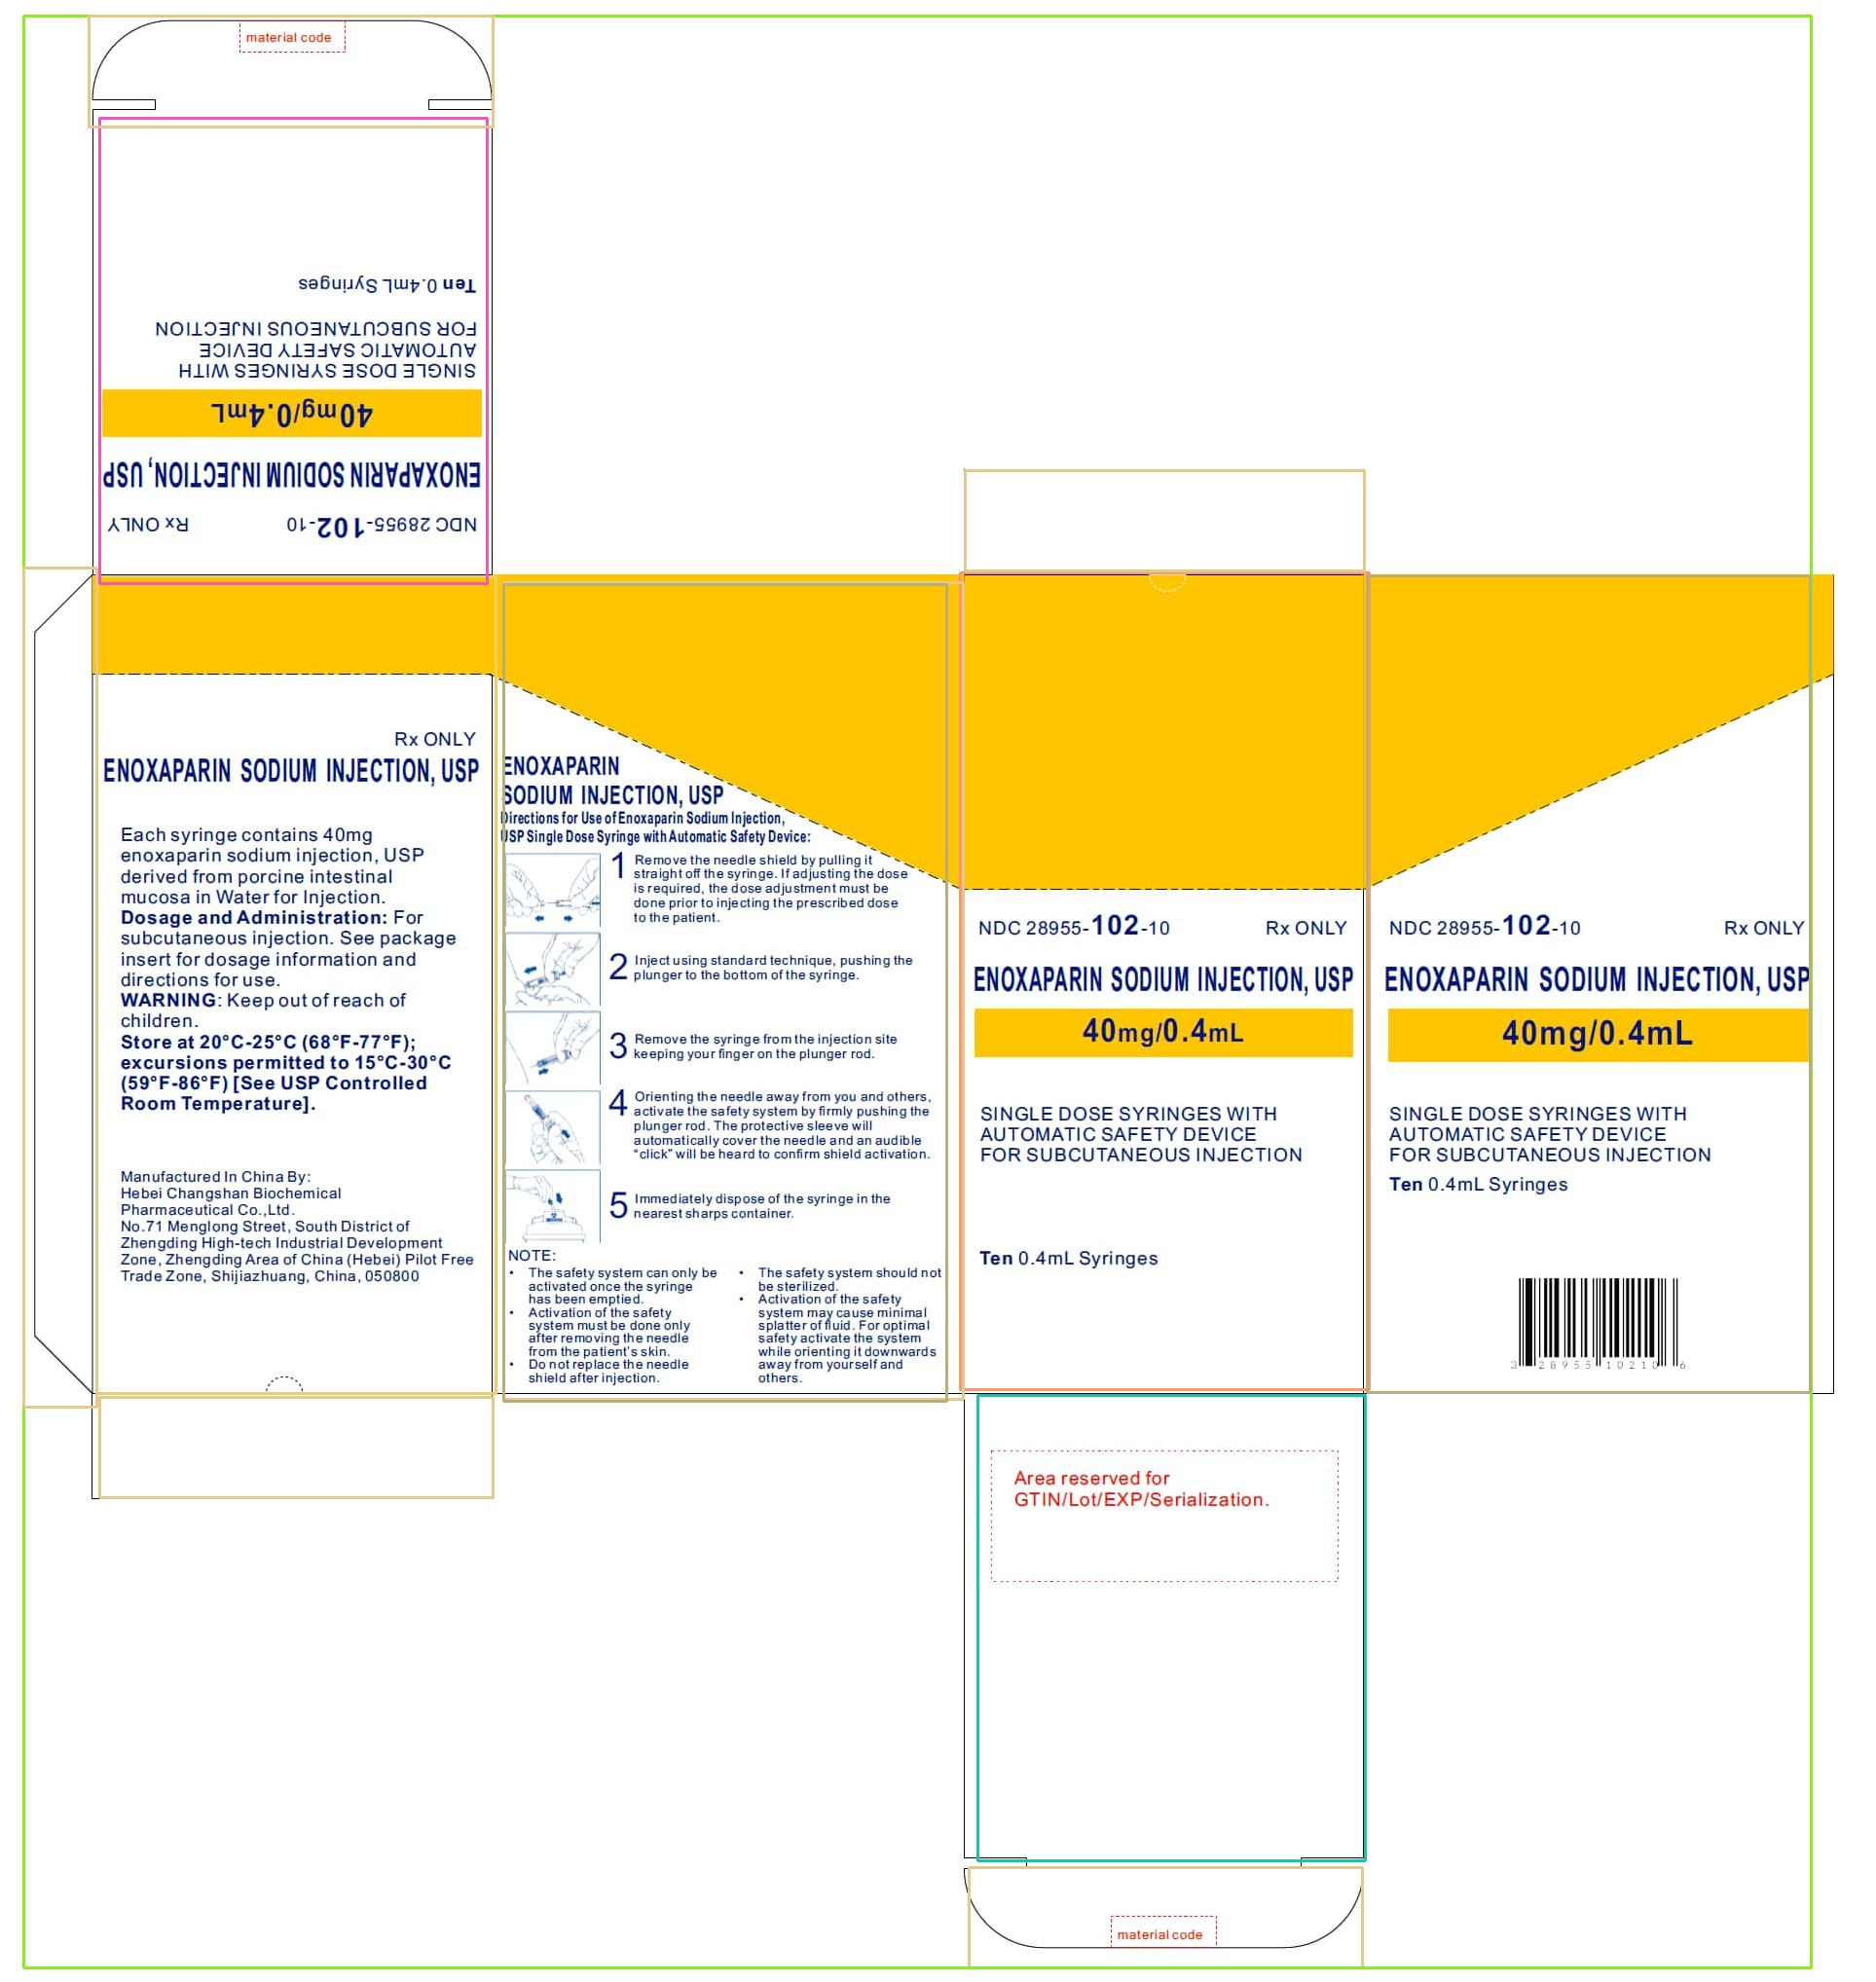 material code
Ten 0.4mL Syringes
SINGLE DOSE SYRINGES WITH
AUTOMATIC SAFETY DEVICE
FOR SUBCUTANEOUS INJECTION
40mg/0.4mL
ENOXAPARIN SODIUM INJECTION, USP
NDC 28955-102-10 Rx ONLY
Rx ONLY
ENOXAPARIN SODIUM INJECTION, USP
Each syringe contains 40mg
enoxaparin sodium injection, USP
derived from porcine intestinal
mucosa in Water for Injection.
Dosage and Administration: For
subcutaneous injection. See package
insert for dosage information and
directions for use.
WARNING: Keep out of reach of
children.
Store at 20°C-25°C (68°F-77°F);
excursions permitted to 15°C-30°C
(59°F-86°F) [See USP Controlled
Room Temperature].
Manufactured In China By:
Hebei Changshan Biochemical
Pharmaceutical Co.,Ltd.
No.71 Menglong Street, South District of
Zhengding High-tech Industrial Development
Zone, Zhengding Area of China (Hebei) Pilot Free
Trade Zone, Shijiazhuang, China, 050800
ENOXAPARIN
SODIUM INJECTION, USP
Directions for Use of Enoxaparin Sodium Injection,
USP Single Dose Syringe with Automatic Safety Device:
1 Remove the needle shield by pulling it
straight off the syringe. If adjusting the dose
is required, the dose adjustment must be
done prior to injecting the prescribed dose
to the patient.
2 Inject using standard technique, pushing the
plunger to the bottom of the syringe.
3 Remove the syringe from the injection site
keeping your finger on the plunger rod.
4 Orienting the needle away from you and others,
activate the safety system by firmly pushing the
plunger rod. The protective sleeve will
automatically cover the needle and an audible
“click” will be heard to confirm shield activation.
5 Immediately dispose of the syringe in the
nearest sharps container.
NOTE:
• The safety system can only be
activated once the syringe
has been emptied.
• Activation of the safety
system must be done only
after removing the needle
from the patient's skin.
• Do not replace the needle
shield after injection.
• The safety system should not
be sterilized.
• Activation of the safety
system may cause minimal
splatter of fluid. For optimal
safety activate the system
while orienting it downwards
away from yourself and
others.
NDC 28955-102-10 Rx ONLY
ENOXAPARIN SODIUM INJECTION, USP
40mg/0.4mL
SINGLE DOSE SYRINGES WITH
AUTOMATIC SAFETY DEVICE
FOR SUBCUTANEOUS INJECTION
Ten 0.4mL Syringes
NDC 28955-102-10 Rx ONLY
ENOXAPARIN SODIUM INJECTION, USP
40mg/0.4mL
SINGLE DOSE SYRINGES WITH
AUTOMATIC SAFETY DEVICE
FOR SUBCUTANEOUS INJECTION
Ten 0.4mL Syringes
3 28955 10210 6
Area reserved for
GTIN/Lot/EXP/Serialization.
material code